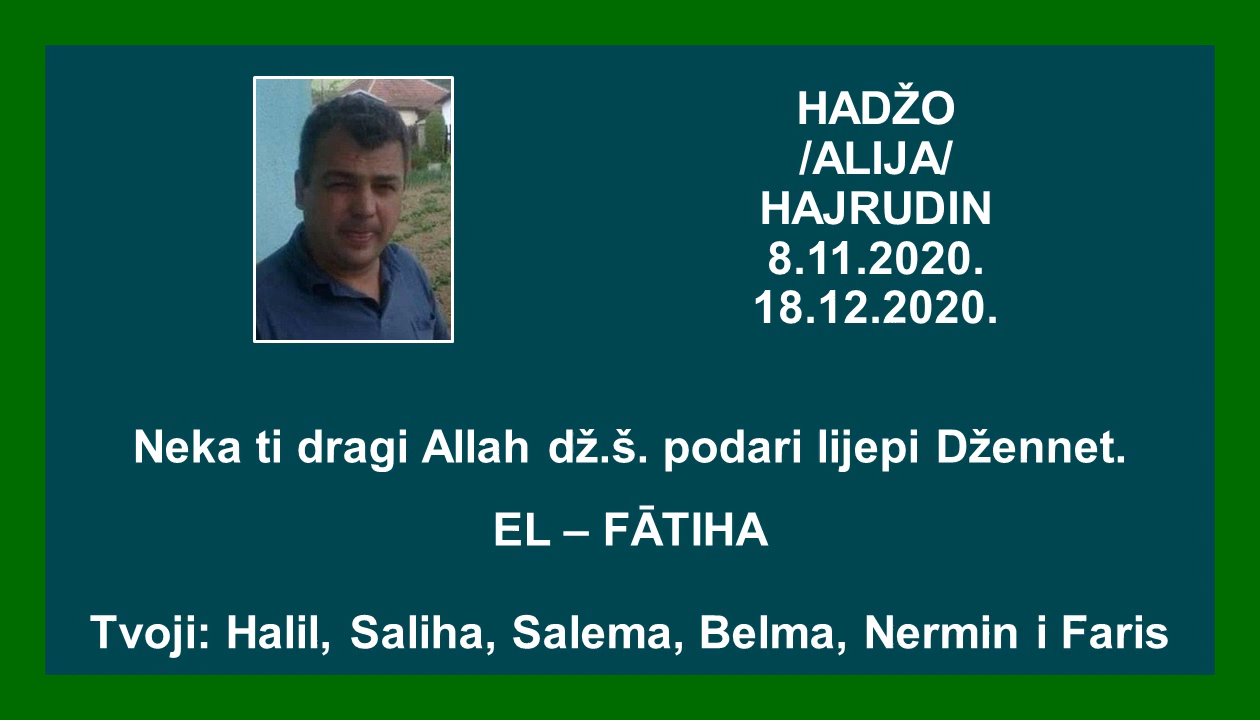 HADŽO
/ALIJA/
HAJRUDIN
8.11.2020.
18.12.2020.
Neka ti dragi Allah dž.š. podari lijepi Džennet.
EL – FĀTIHA
Tvoji: Halil, Saliha, Salema, Belma, Nermin i Faris